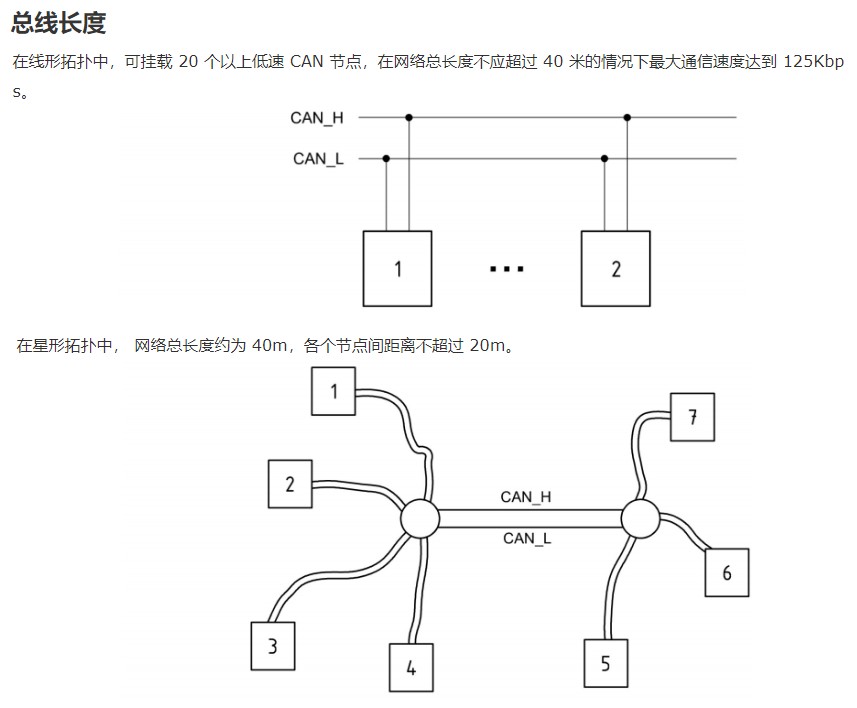 总线长度
在线形拓扑中，可挂载 20 个以上低速 CAN 节点，在网络总长度不应超过 40 米的情况下最大通信速度达到 125Kbp
s。
CAN_H
CAN_L
1
...
2
在星形拓扑中， 网络总长度约为 40m，各个节点间距离不超过 20m。
1
7
2
CAN_H
CAN_L
6
3
4
5